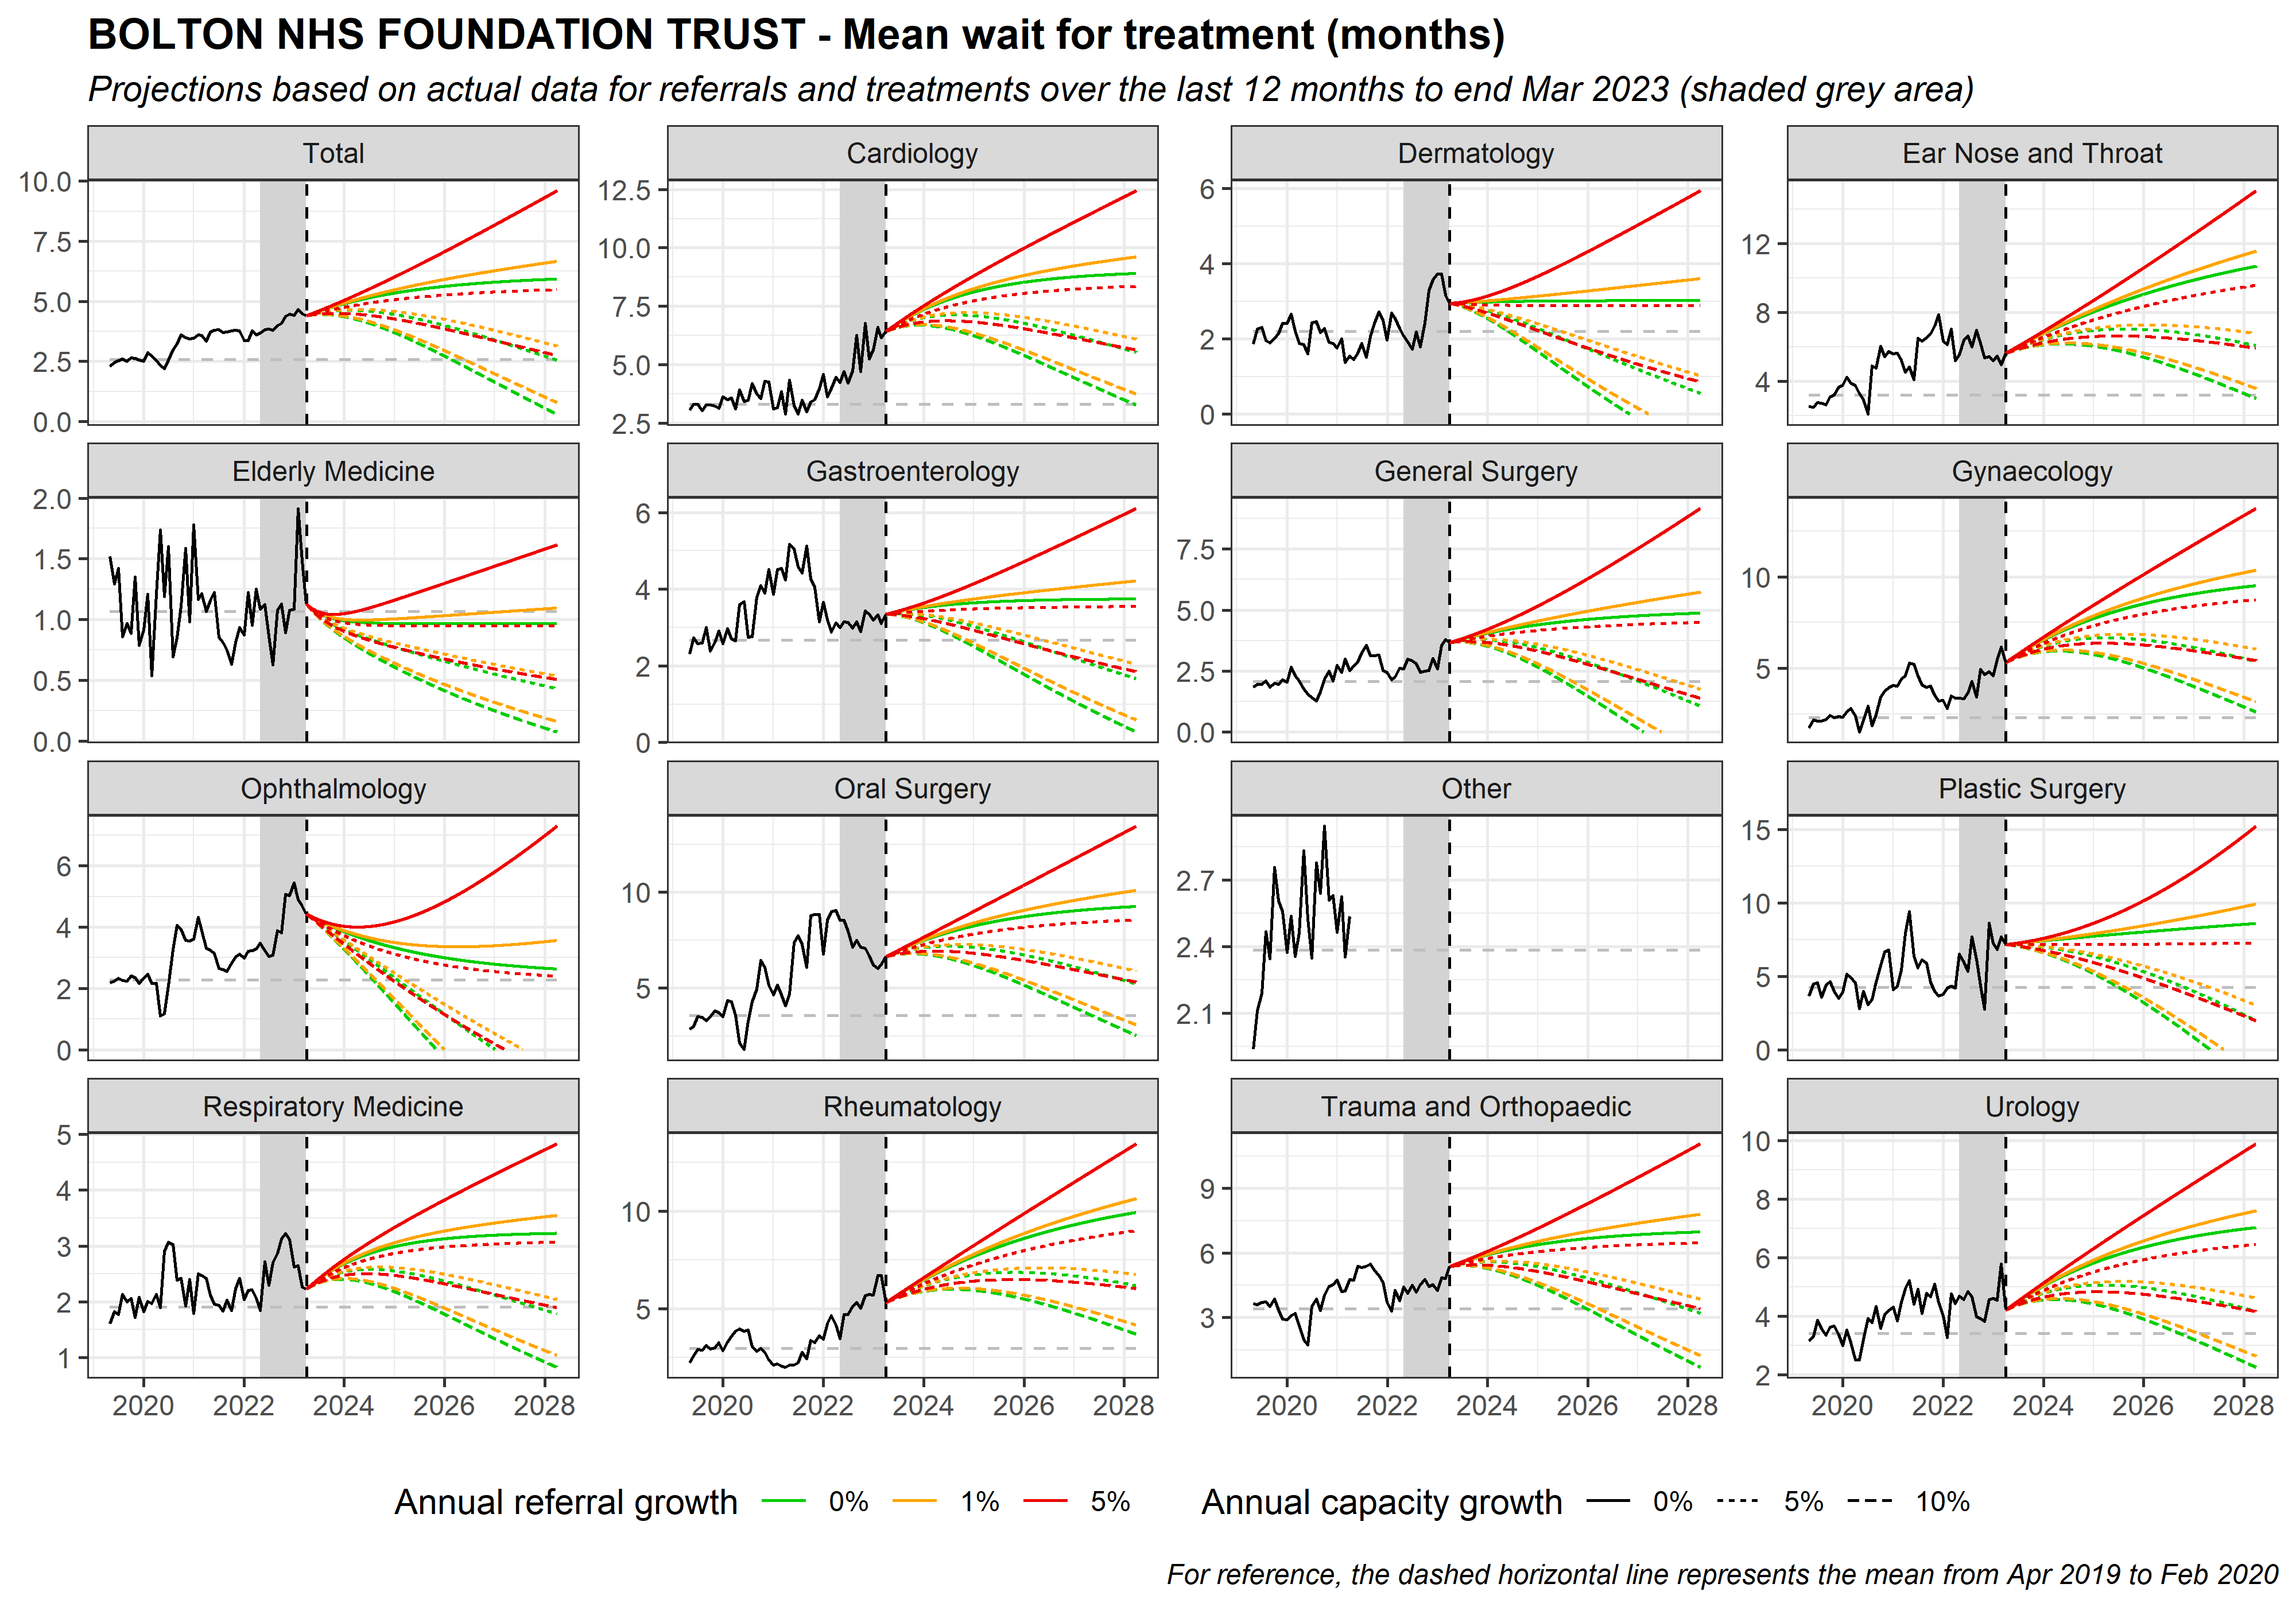 BOLTON NHS FOUNDATION TRUST - Mean wait for treatment (months)
Projections based on actual data for referrals and treatments over the last 12 months to end Mar 2023 (shaded grey area)
Total
Cardiology
Dermatology
Ear Nose and Throat
10.0
7.5
5.0
2.5
0.0
12.5
10.0
7.5
5.0
2.5
6
4
2
0
12
8
4
Elderly Medicine
Gastroenterology
General Surgery
Gynaecology
2.0
1.5
1.0
0.5
0.0
6
4
2
0
7.5
5.0
2.5
0.0
10
5
Ophthalmology
Oral Surgery
Other
Plastic Surgery
6
4
2
0
10
5
2.7
2.4
2.1
15
10
5
0
Respiratory Medicine
Rheumatology
Trauma and Orthopaedic
Urology
5
4
3
2
1
10
5
9
6
3
10
8
6
4
2
2020 2022 2024 2026 2028
2020 2022 2024 2026 2028
2020 2022 2024 2026 2028
2020 2022 2024 2026 2028
Annual referral growth 0% 1% 5%
Annual capacity growth 0% 5% 10%
For reference, the dashed horizontal line represents the mean from Apr 2019 to Feb 2020